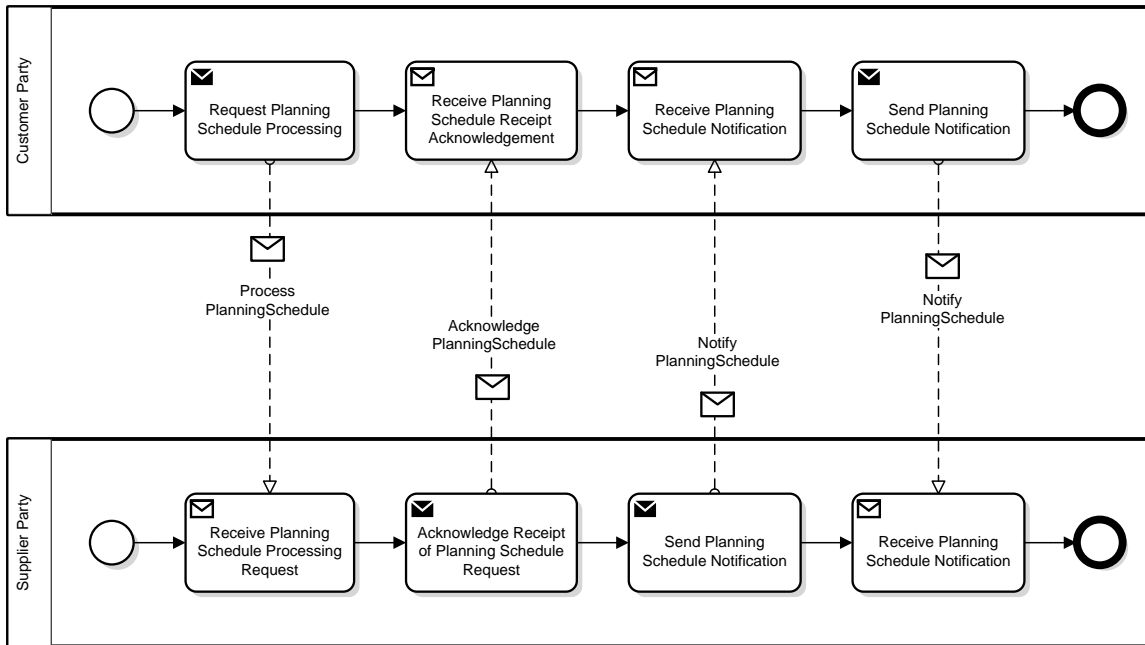 Customer Party
Request Planning
Schedule Processing
Receive Planning
Schedule Receipt
Acknowledgement
Receive Planning
Schedule Notification
Send Planning
Schedule Notification
Process
PlanningSchedule
Acknowledge
PlanningSchedule
Notify
PlanningSchedule
Notify
PlanningSchedule
Supplier Party
Receive Planning
Schedule Processing
Request
Acknowledge Receipt
of Planning Schedule
Request
Send Planning
Schedule Notification
Receive Planning
Schedule Notification